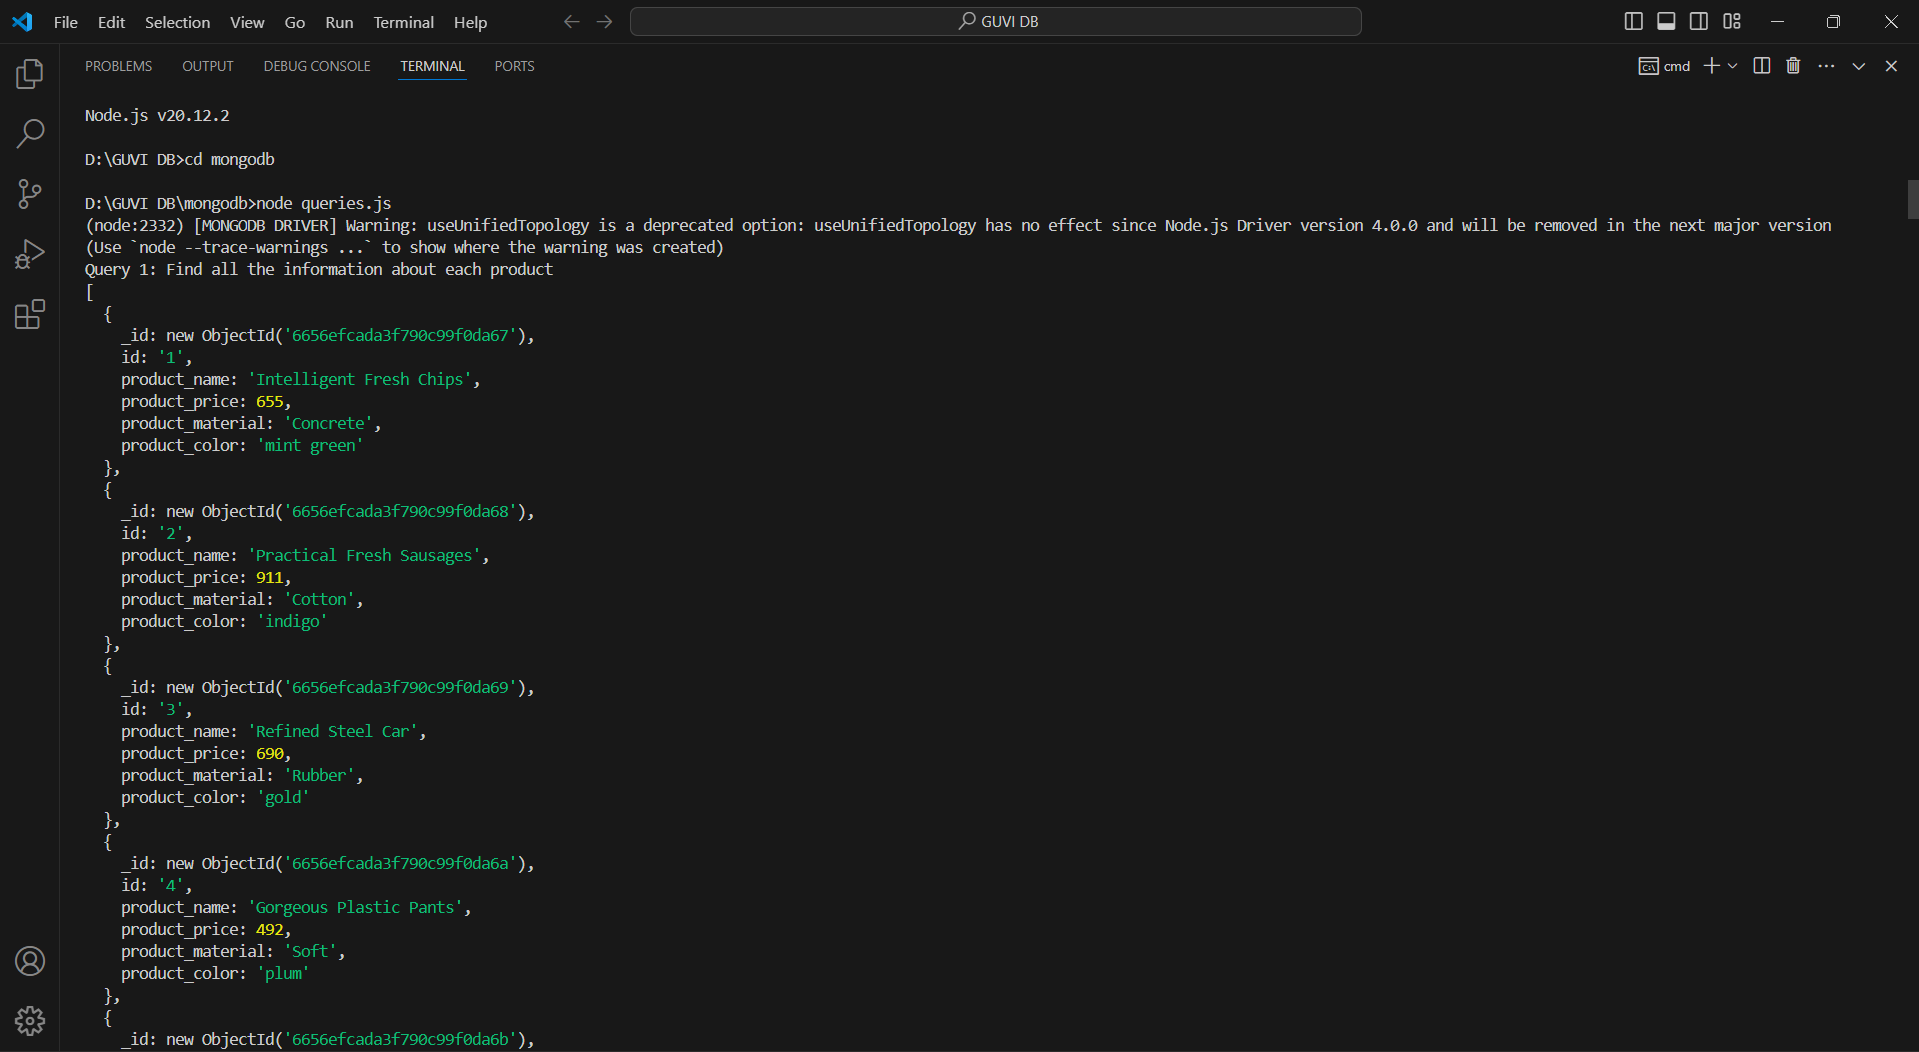 File Edit Selection View Go Run Terminal Help
GUVI DB
PROBLEMS OUTPUT DEBUG CONSOLE TERMINAL PORTS
cmd
Node.js v20.12.2
D:\GUVI DB>cd mongodb
D:\GUVI DB\mongodb>node queries.js
(node:2332) [MONGODB DRIVER] Warning: useUnifiedTopology is a deprecated option: useUnifiedTopology has no effect since Node.js Driver version 4.0.0 and will be removed in the next major version
(Use `node --trace-warnings ...` to show where the warning was created)
Query 1: Find all the information about each product
[
  {
    _id: new ObjectId('6656efcada3f790c99f0da67'),
    id: '1',
    product_name: 'Intelligent Fresh Chips',
    product_price: 655,
    product_material: 'Concrete',
    product_color: 'mint green'
  },
  {
    _id: new ObjectId('6656efcada3f790c99f0da68'),
    id: '2',
    product_name: 'Practical Fresh Sausages',
    product_price: 911,
    product_material: 'Cotton',
    product_color: 'indigo'
  },
  {
    _id: new ObjectId('6656efcada3f790c99f0da69'),
    id: '3',
    product_name: 'Refined Steel Car',
    product_price: 690,
    product_material: 'Rubber',
    product_color: 'gold'
  },
  {
    _id: new ObjectId('6656efcada3f790c99f0da6a'),
    id: '4',
    product_name: 'Gorgeous Plastic Pants',
    product_price: 492,
    product_material: 'Soft',
    product_color: 'plum'
  },
  {
    _id: new ObjectId('6656efcada3f790c99f0da6b'),